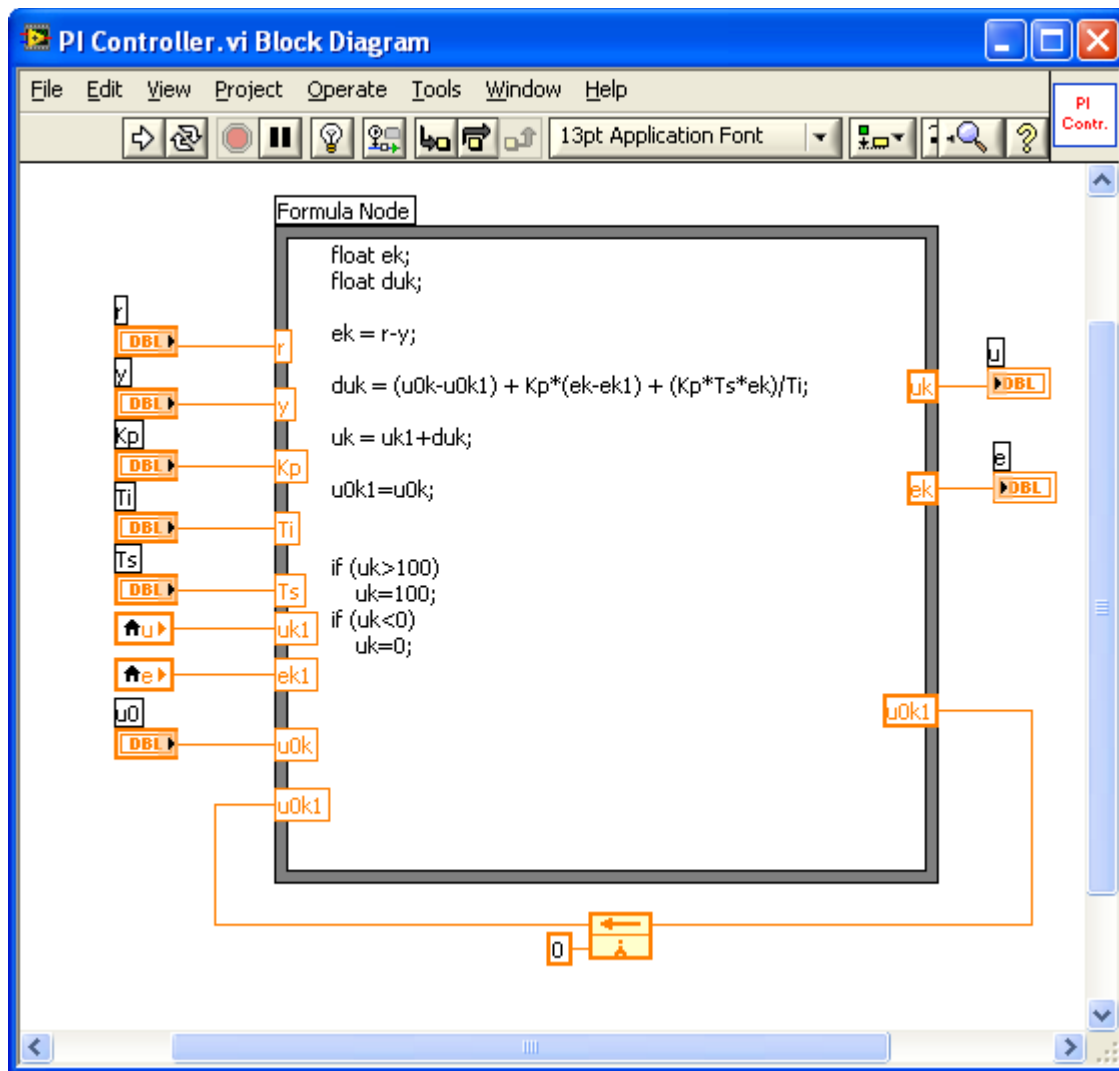 PI Controller.vi Block Diagram
File Edit View Project Operate Tools Window Help
PI
Contr.
13pt Application Font
Formula Node
float ek;
float duk;
ek = r-y;
duk = (u0k-u0k1) + Kp*(ek-ek1) + (Kp*Ts*ek)/Ti;
uk = uk1+duk;
u0k1=u0k;
if (uk>100)
uk=100;
if (uk<0)
uk=0;
r
DBL
r
y
DBL
y
Kp
DBL
Kp
Ti
DBL
Ti
Ts
DBL
Ts
u
uk1
e
ek1
u0
DBL
u0k
u0k1
uk
u
DBL
ek
e
DBL
u0k1
0